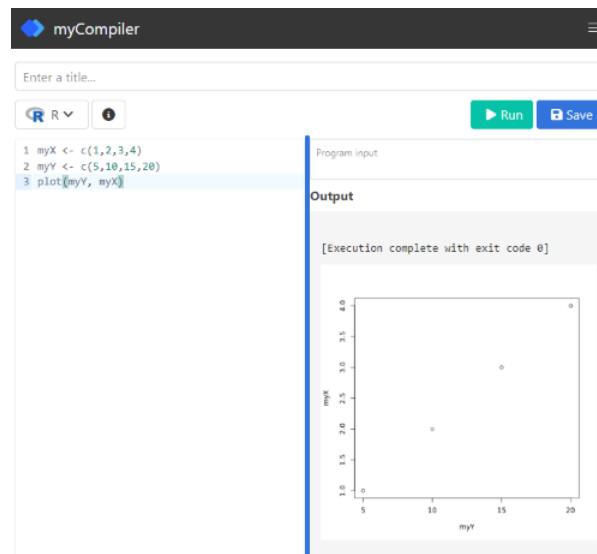 myCompiler
Enter a title...
R R
Run
Save
1 myX <- c(1,2,3,4)
2 myY <- c(5,10,15,20)
3 plot(myY, myX)
Program input
Output
[Execution complete with exit code 0]
4.0
3.5
3.0
2.5
2.0
1.5
1.0
myX
5 10 15 20
myY